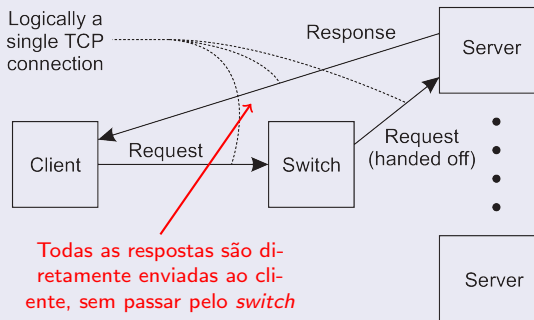 Logically a
single TCP
connection
Response
Server
Client
Request
Switch
Request
(handed off)
Todas as respostas são di-
retamente enviadas ao cli-
ente, sem passar pelo switch
Server